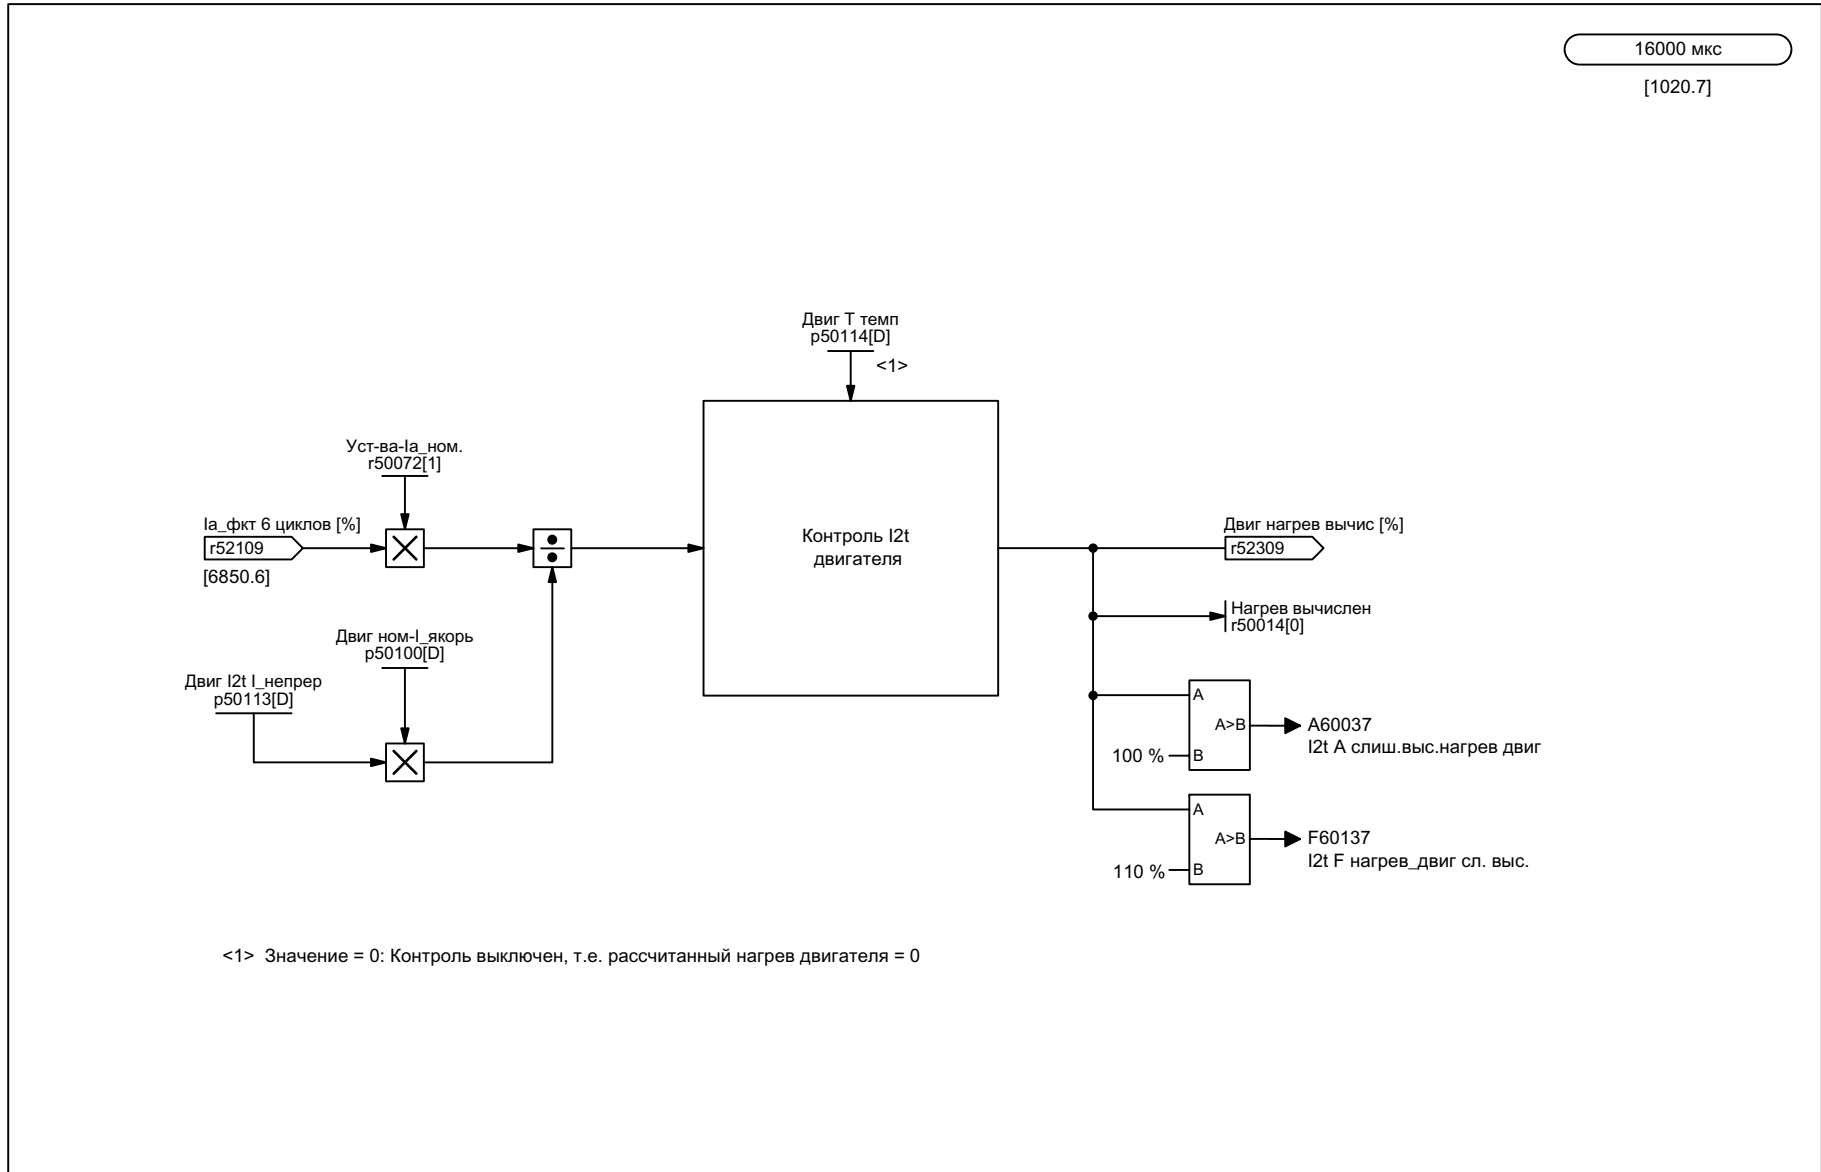 16000 мкс
[1020.7]
Двиг Т темп
p50114[D]
<1>
Уст-ва-Ia_ном.
r50072[1]
Ia_фкт 6 циклов [%]
r52109
[6850.6]
Контроль I2t
двигателя
Двиг нагрев вычис [%]
r52309
Нагрев вычислен
r50014[0]
Двиг ном-I_якорь
p50100[D]
Двиг I2t I_непрер
p50113[D]
A
A>B
100 %
B
A60037
I2t A слиш.выс.нагрев двиг
A
A>B
110 %
B
F60137
I2t F нагрев_двиг сл. выс.
<1> Значение = 0: Контроль выключен, т.е. рассчитанный нагрев двигателя = 0